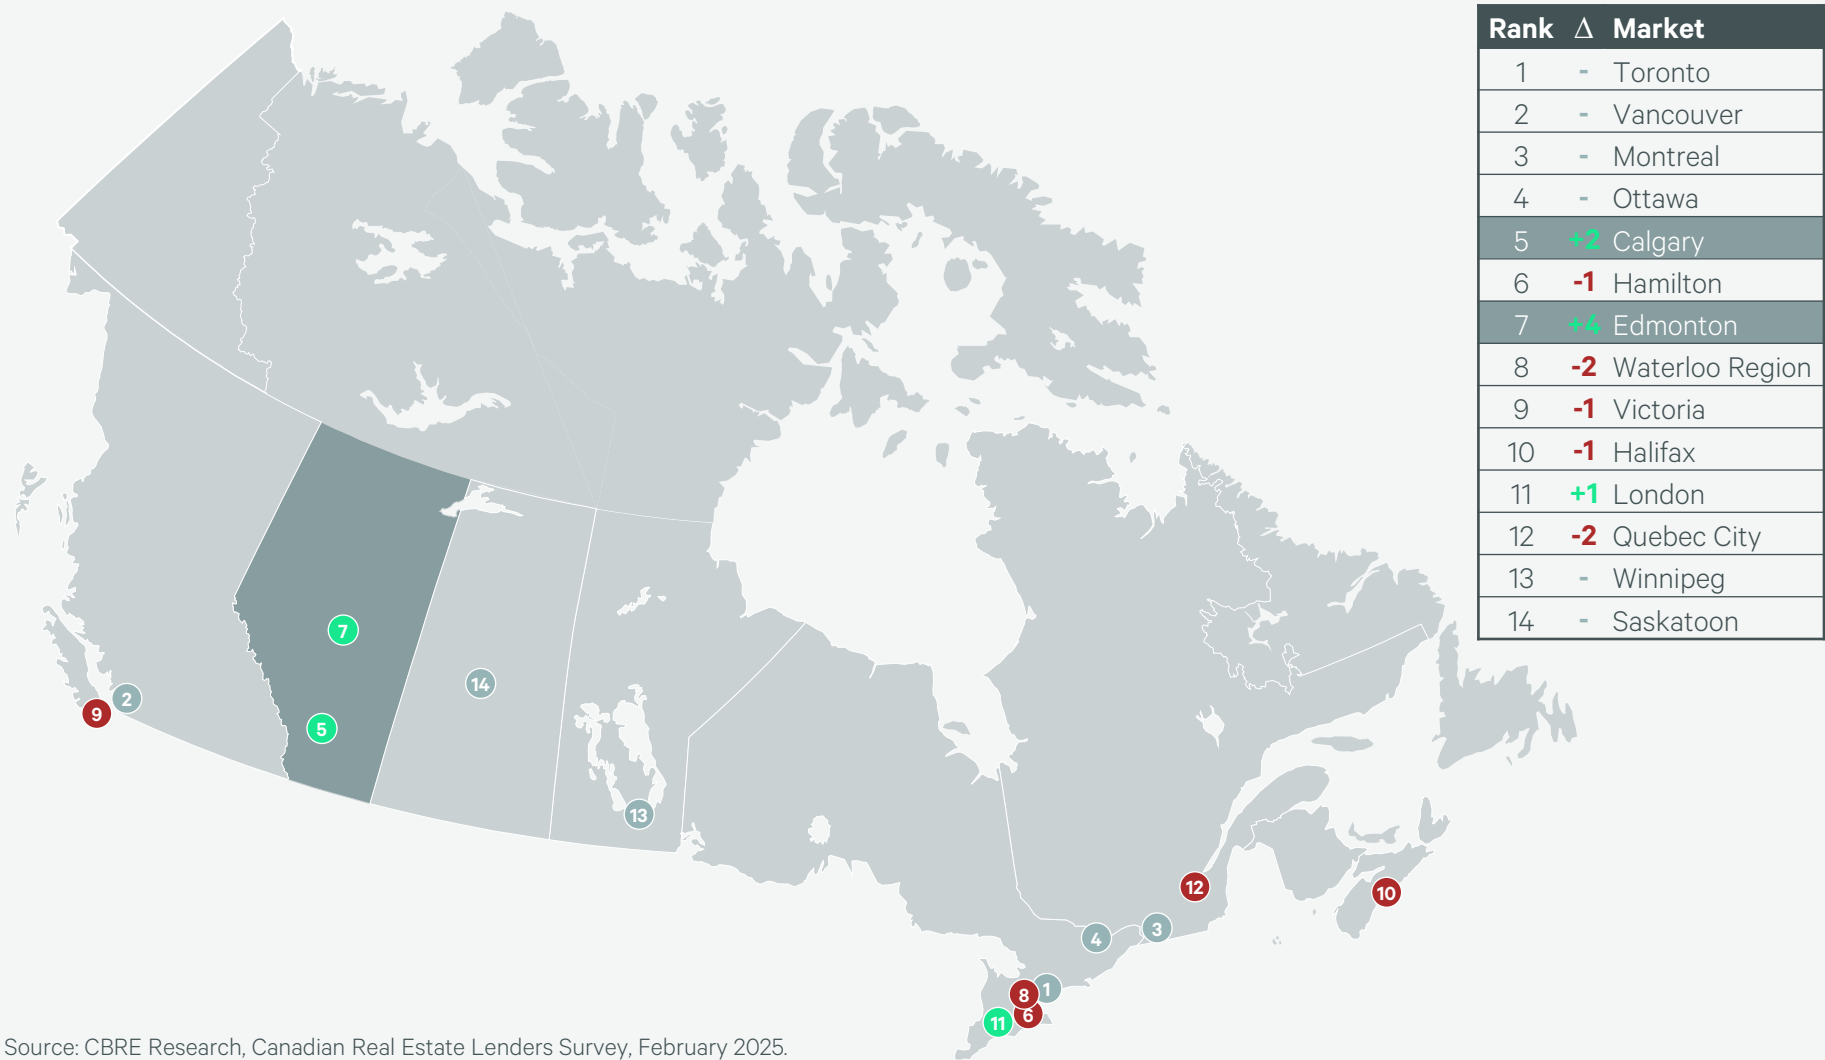 Rank Δ Market
1 - Toronto
2 - Vancouver
3 - Montreal
4 - Ottawa
5 +2 Calgary
6 -1 Hamilton
7 +4 Edmonton
8 -2 Waterloo Region
9 -1 Victoria
10 -1 Halifax
11 +1 London
12 -2 Quebec City
13 - Winnipeg
14 - Saskatoon
7
14
2
9
5
13
12
10
3
4
1
8
6
11
Source: CBRE Research, Canadian Real Estate Lenders Survey, February 2025.